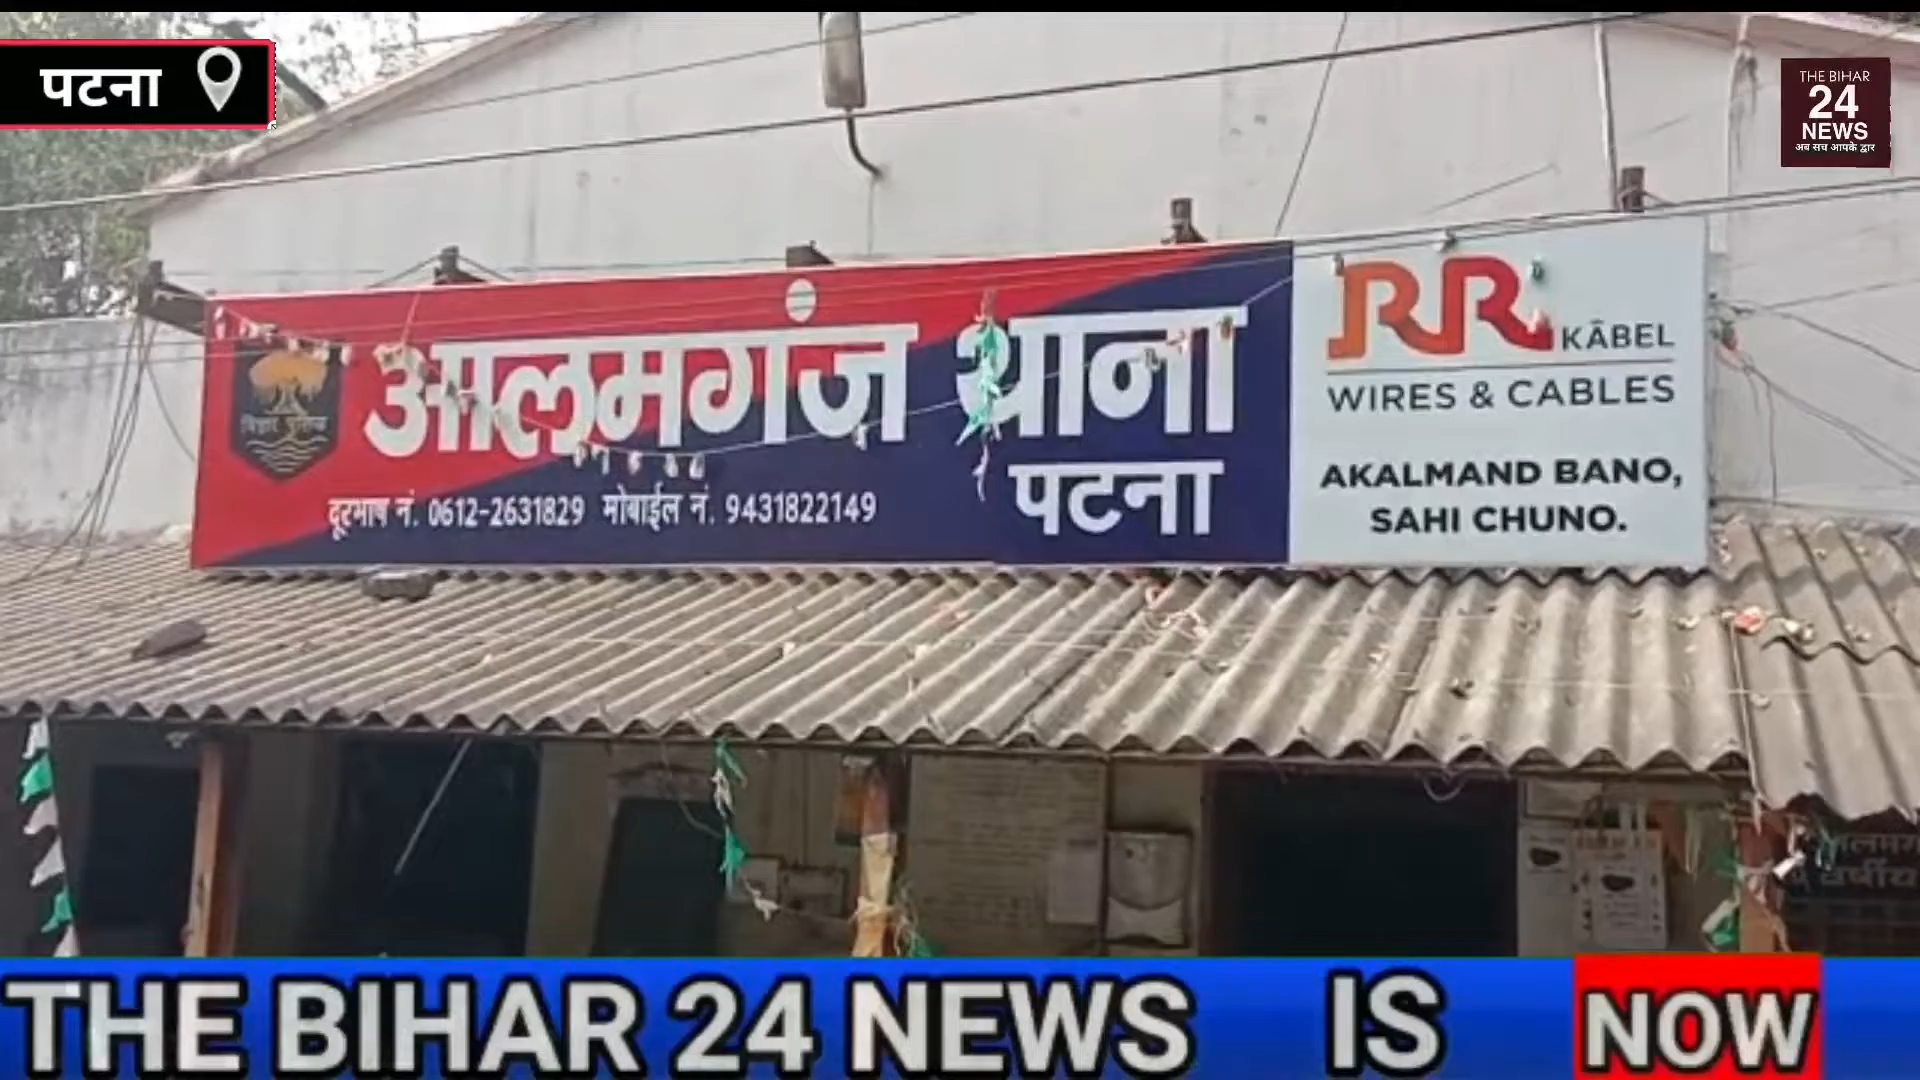 पटना
THE BIHAR
24
NEWS
अब सच आपके द्वार
बिहार पुलिस
आलमगंज थाना
दूरभाष नं. 0612-2631829 मोबाईल नं. 9431822149
पटना
RR KÂBEL
WIRES & CABLES
AKALMAND BANO,
SAHI CHUNO.
THE BIHAR 24 NEWS IS NOW